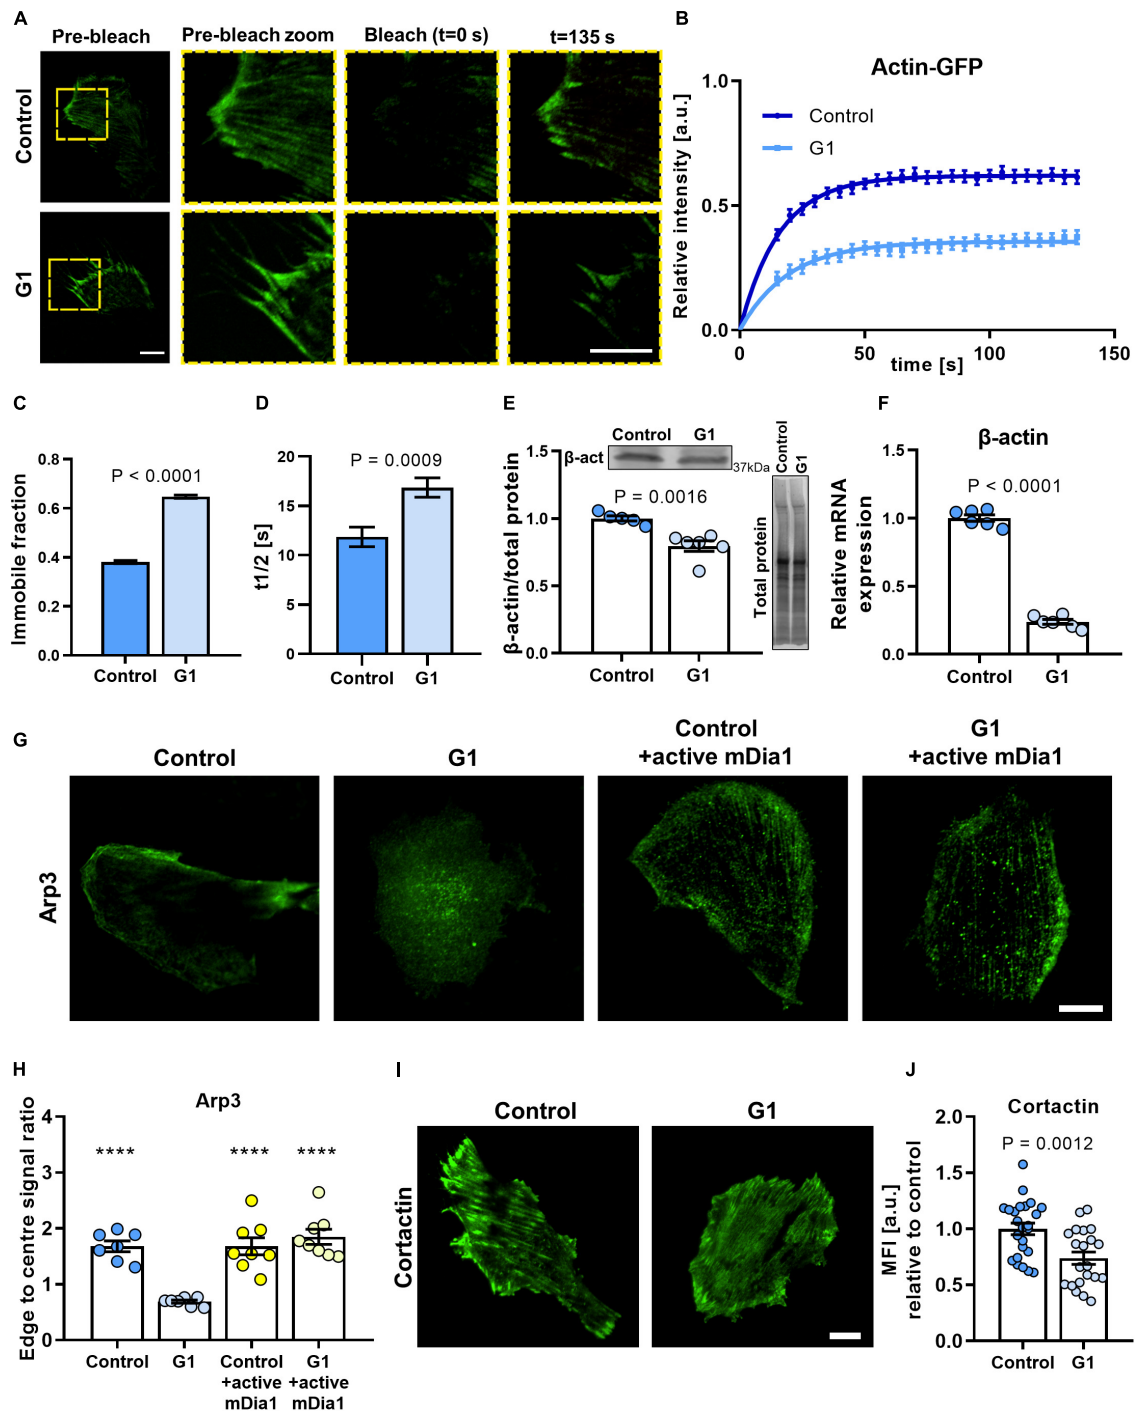 A
Pre-bleach
Pre-bleach zoom
Bleach (t=0 s)
t=135 s
Control
G1
B
Actin-GFP
Relative intensity [a.u.]
1.0
0.5
0.0
Control
G1
0
50
100
150
time [s]
C
Immobile fraction
0.8
0.6
0.4
0.2
0.0
P < 0.0001
Control
G1
D
t1/2 [s]
20
15
10
5
0
P = 0.0009
Control
G1
E
β-actin/total protein
1.5
1.0
0.5
0.0
Control
G1
β-act
37kDa
P = 0.0016
Control
G1
Control
G1
Total protein
F
β-actin
Relative mRNA
expression
1.5
1.0
0.5
0.0
P < 0.0001
Control
G1
G
Control
G1
Control
+active mDia1
G1
+active mDia1
Arp3
H
Arp3
Edge to centre signal ratio
4
3
2
1
0
****
****
****
Control
G1
Control
+active
mDia1
G1
+active
mDia1
I
Control
G1
Cortactin
J
Cortactin
MFI [a.u.]
relative to control
2.0
1.5
1.0
0.5
0.0
P = 0.0012
Control
G1